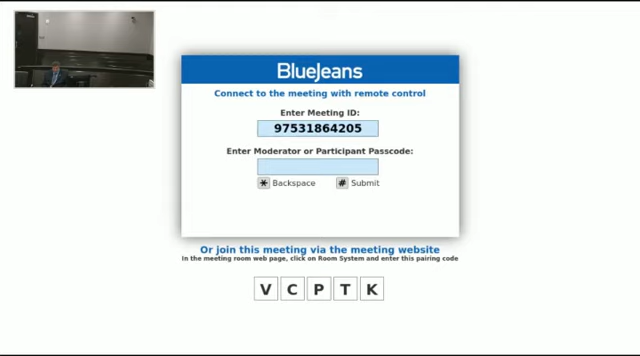 BlueJeans
Connect to the meeting with remote control
Enter Meeting ID:
97531864205
Enter Moderator or Participant Passcode:
* Backspace # Submit
Or join this meeting via the meeting website
In the meeting room web page, click on Room System and enter this pairing code
V C P T K